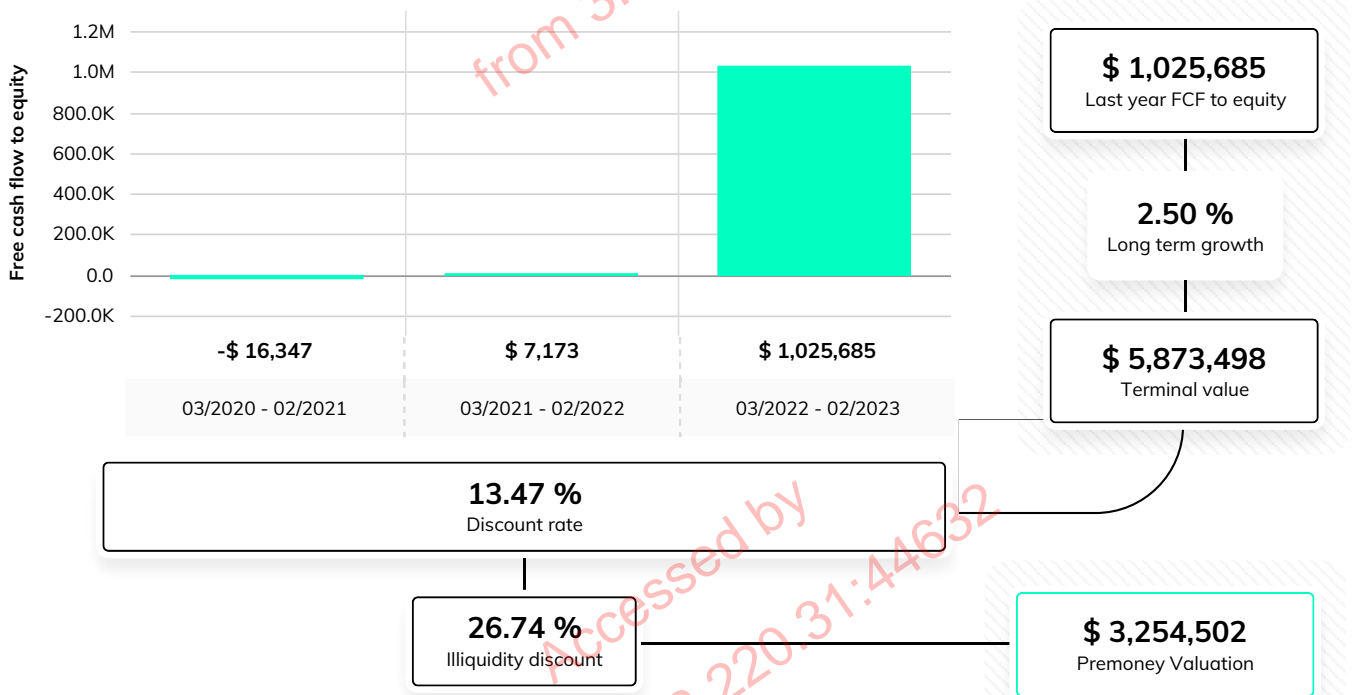 Free cash flow to equity
1.2M
1.0M
800.0K
600.0K
400.0K
200.0K
0.0
-200.0K
-$ 16,347
$ 7,173
$ 1,025,685
03/2020 - 02/2021
03/2021 - 02/2022
03/2022 - 02/2023
$ 1,025,685
Last year FCF to equity
2.50 %
Long term growth
$ 5,873,498
Terminal value
13.47 %
Discount rate
26.74 %
Illiquidity discount
$ 3,254,502
Premoney Valuation
Accessed by
from 3.
.220.31:44632